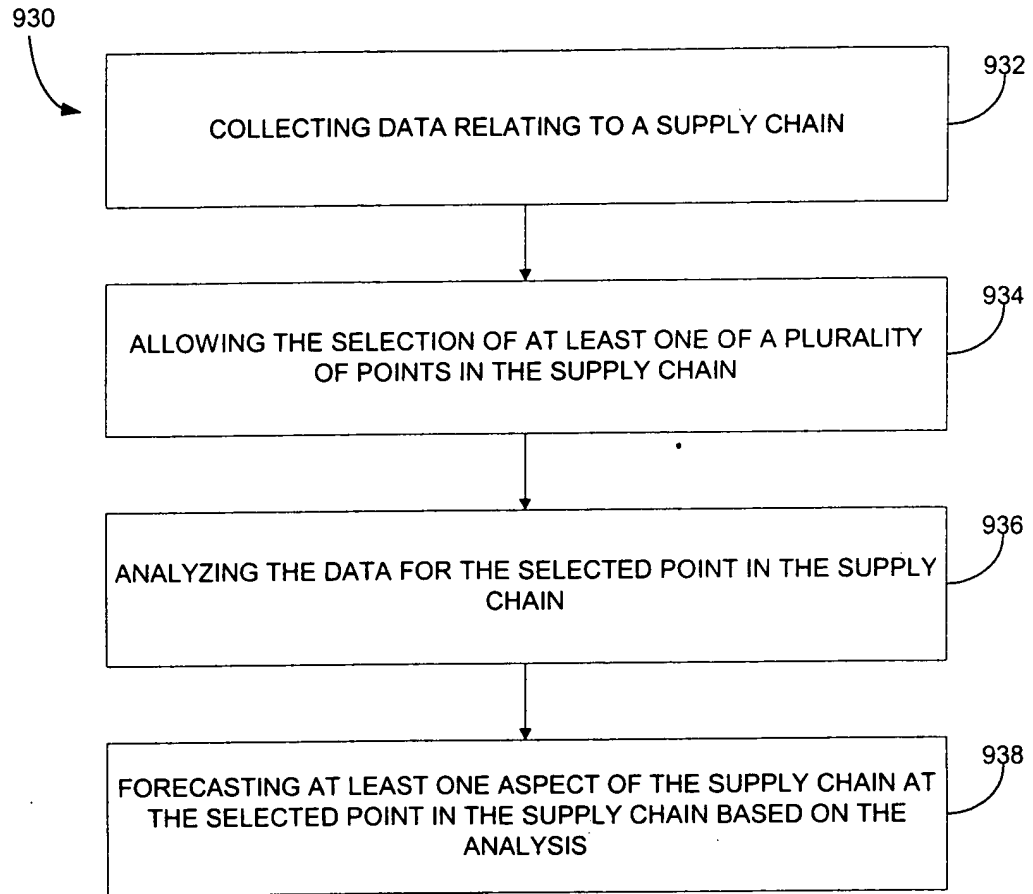 930
932
COLLECTING DATA RELATING TO A SUPPLY CHAIN
934
ALLOWING THE SELECTION OF AT LEAST ONE OF A PLURALITY
OF POINTS IN THE SUPPLY CHAIN
936
ANALYZING THE DATA FOR THE SELECTED POINT IN THE SUPPLY
CHAIN
938
FORECASTING AT LEAST ONE ASPECT OF THE SUPPLY CHAIN AT
THE SELECTED POINT IN THE SUPPLY CHAIN BASED ON THE
ANALYSIS